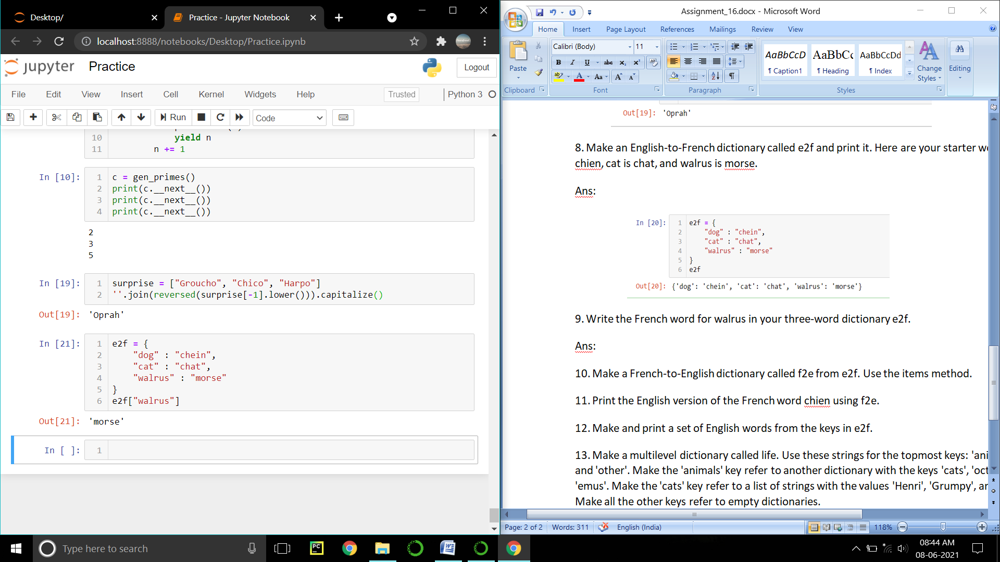 Desktop/
Practice - Jupyter Notebook
localhost:8888/notebooks/Desktop/Practice.ipynb
jupyter Practice
Logout
File Edit View Insert Cell Kernel Widgets Help
Trusted
Python 3
Run
Code
10 yield n
11 n += 1
In [10]:
1 c = gen_primes()
2 print(c.__next__())
3 print(c.__next__())
4 print(c.__next__())
2
3
5
In [19]:
1 surprise = ["Groucho", "Chico", "Harpo"]
2 ''.join(reversed(surprise[-1].lower())).capitalize()
Out[19]: 'Oprah'
In [21]:
1 e2f = {
2 "dog" : "chein",
3 "cat" : "chat",
4 "walrus" : "morse"
5 }
6 e2f["walrus"]
Out[21]: 'morse'
In [ ]: 1
Assignment_16.docx - Microsoft Word
Home Insert Page Layout References Mailings Review View
Paste
Clipboard
Calibri (Body) 11
B I U abc x₂ x² Aa
ab A Aa A A
Font
Paragraph
AaBbCcD AaBbCc AaBbCcDd
¶ Caption1 ¶ Heading ¶ Index
Change Styles
Styles
Editing
Out[19]: 'Oprah'
8. Make an English-to-French dictionary called e2f and print it. Here are your starter
chien, cat is chat, and walrus is morse.
Ans:
In [20]:
1 e2f = {
2 "dog" : "chein",
3 "cat" : "chat",
4 "walrus" : "morse"
5 }
6 e2f
Out[20]: {'dog': 'chein', 'cat': 'chat', 'walrus': 'morse'}
9. Write the French word for walrus in your three-word dictionary e2f.
Ans:
10. Make a French-to-English dictionary called f2e from e2f. Use the items method.
11. Print the English version of the French word chien using f2e.
12. Make and print a set of English words from the keys in e2f.
13. Make a multilevel dictionary called life. Use these strings for the topmost keys: 'ani
and 'other'. Make the 'animals' key refer to another dictionary with the keys 'cats', 'oct
'emus'. Make the 'cats' key refer to a list of strings with the values 'Henri', 'Grumpy', an
Make all the other keys refer to empty dictionaries.
Page: 2 of 2 Words: 311 English (India) 118%
Type here to search
PC
W
08:44 AM
08-06-2021